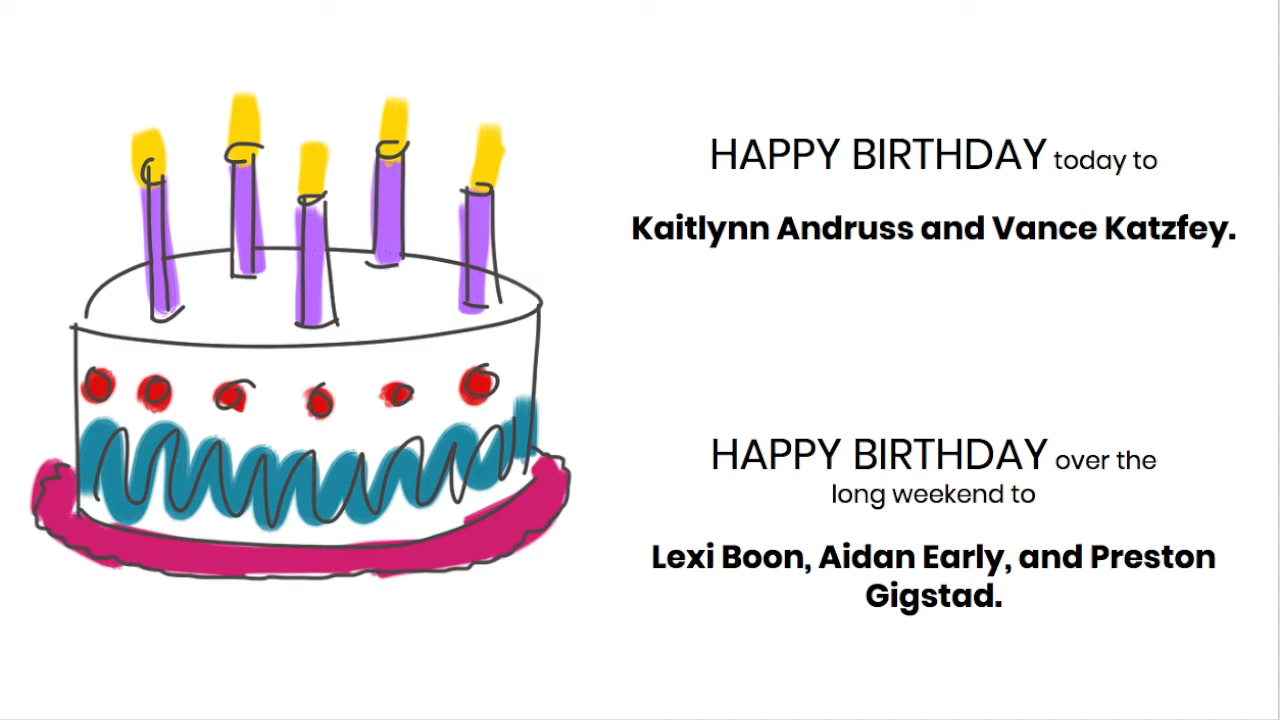 HAPPY BIRTHDAY today to
Kaitlynn Andruss and Vance Katzfey.
HAPPY BIRTHDAY over the
long weekend to
Lexi Boon, Aidan Early, and Preston
Gigstad.